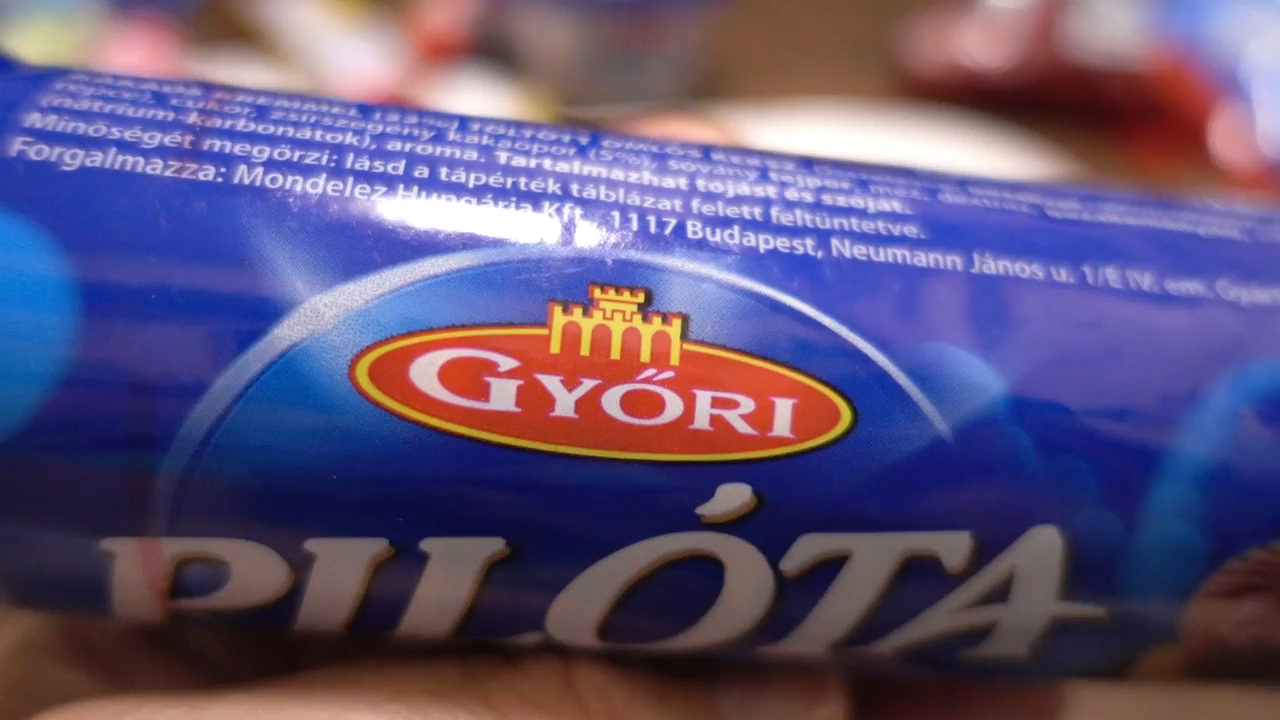 cukor, zsírszegény kakaópor (5%), sovány tejpor, méz,
(nátrium-karbonátok), aroma. Tartalmazhat tojást és szóját.
Minőségét megőrzi: lásd a tápérték táblázat felett feltüntetve.
Forgalmazza: Mondelez Hungária Kft., 1117 Budapest, Neumann János u. 1/E IV. em.
GYŐRI
PILÓTA